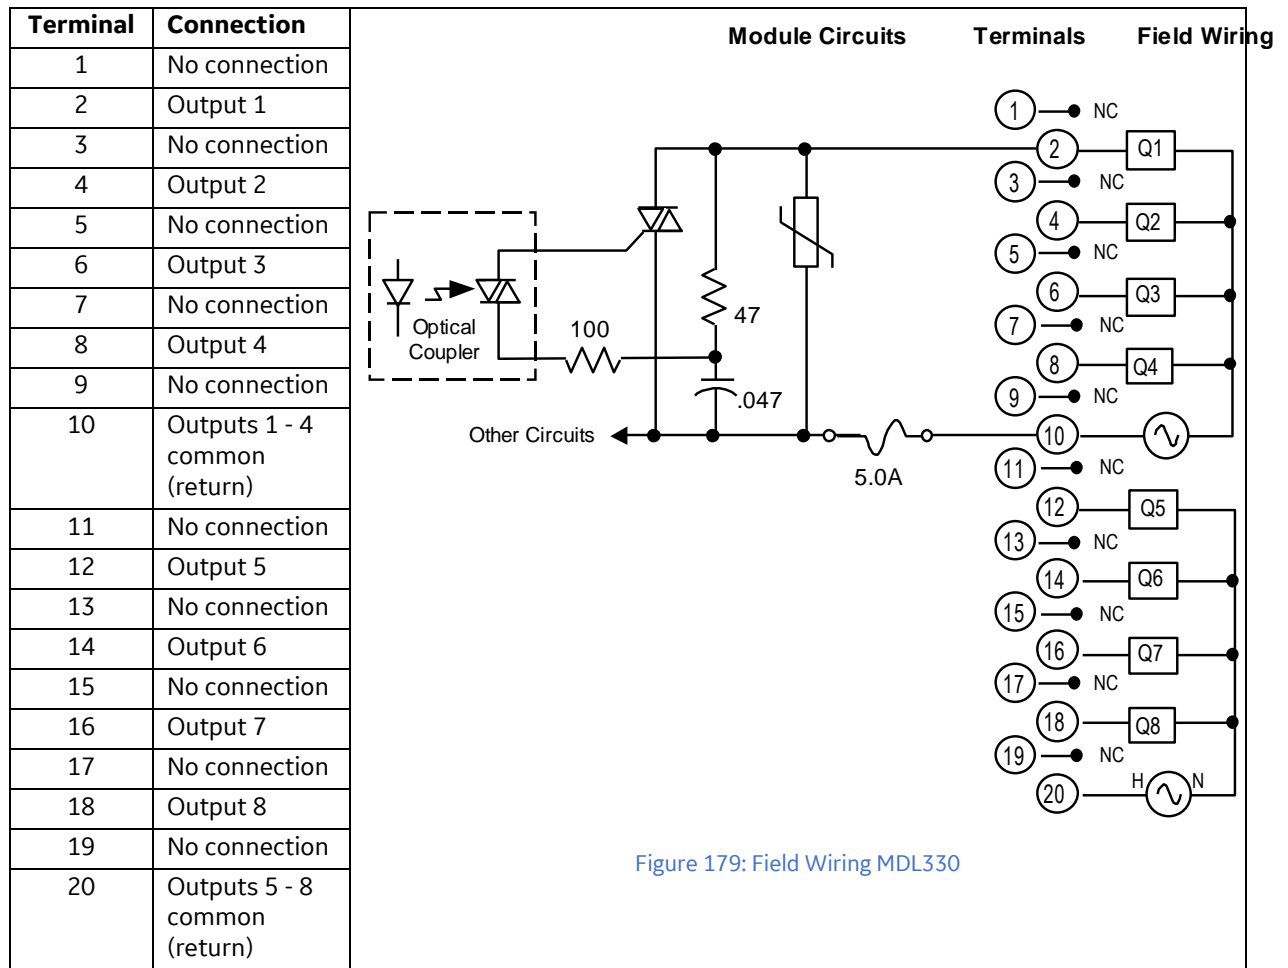 Terminal Connection
1 No connection
2 Output 1
3 No connection
4 Output 2
5 No connection
6 Output 3
7 No connection
8 Output 4
9 No connection
10 Outputs 1 - 4
common
(return)
11 No connection
12 Output 5
13 No connection
14 Output 6
15 No connection
16 Output 7
17 No connection
18 Output 8
19 No connection
20 Outputs 5 - 8
common
(return)
Module Circuits Terminals Field Wiring
1 NC
2 Q1
3 NC
4 Q2
5 NC
6 Q3
7 NC
8 Q4
9 NC
10
11 NC
12 Q5
13 NC
14 Q6
15 NC
16 Q7
17 NC
18 Q8
19 NC
20 H N
Optical
Coupler
100
47
.047
Other Circuits
5.0A
Figure 179: Field Wiring MDL330